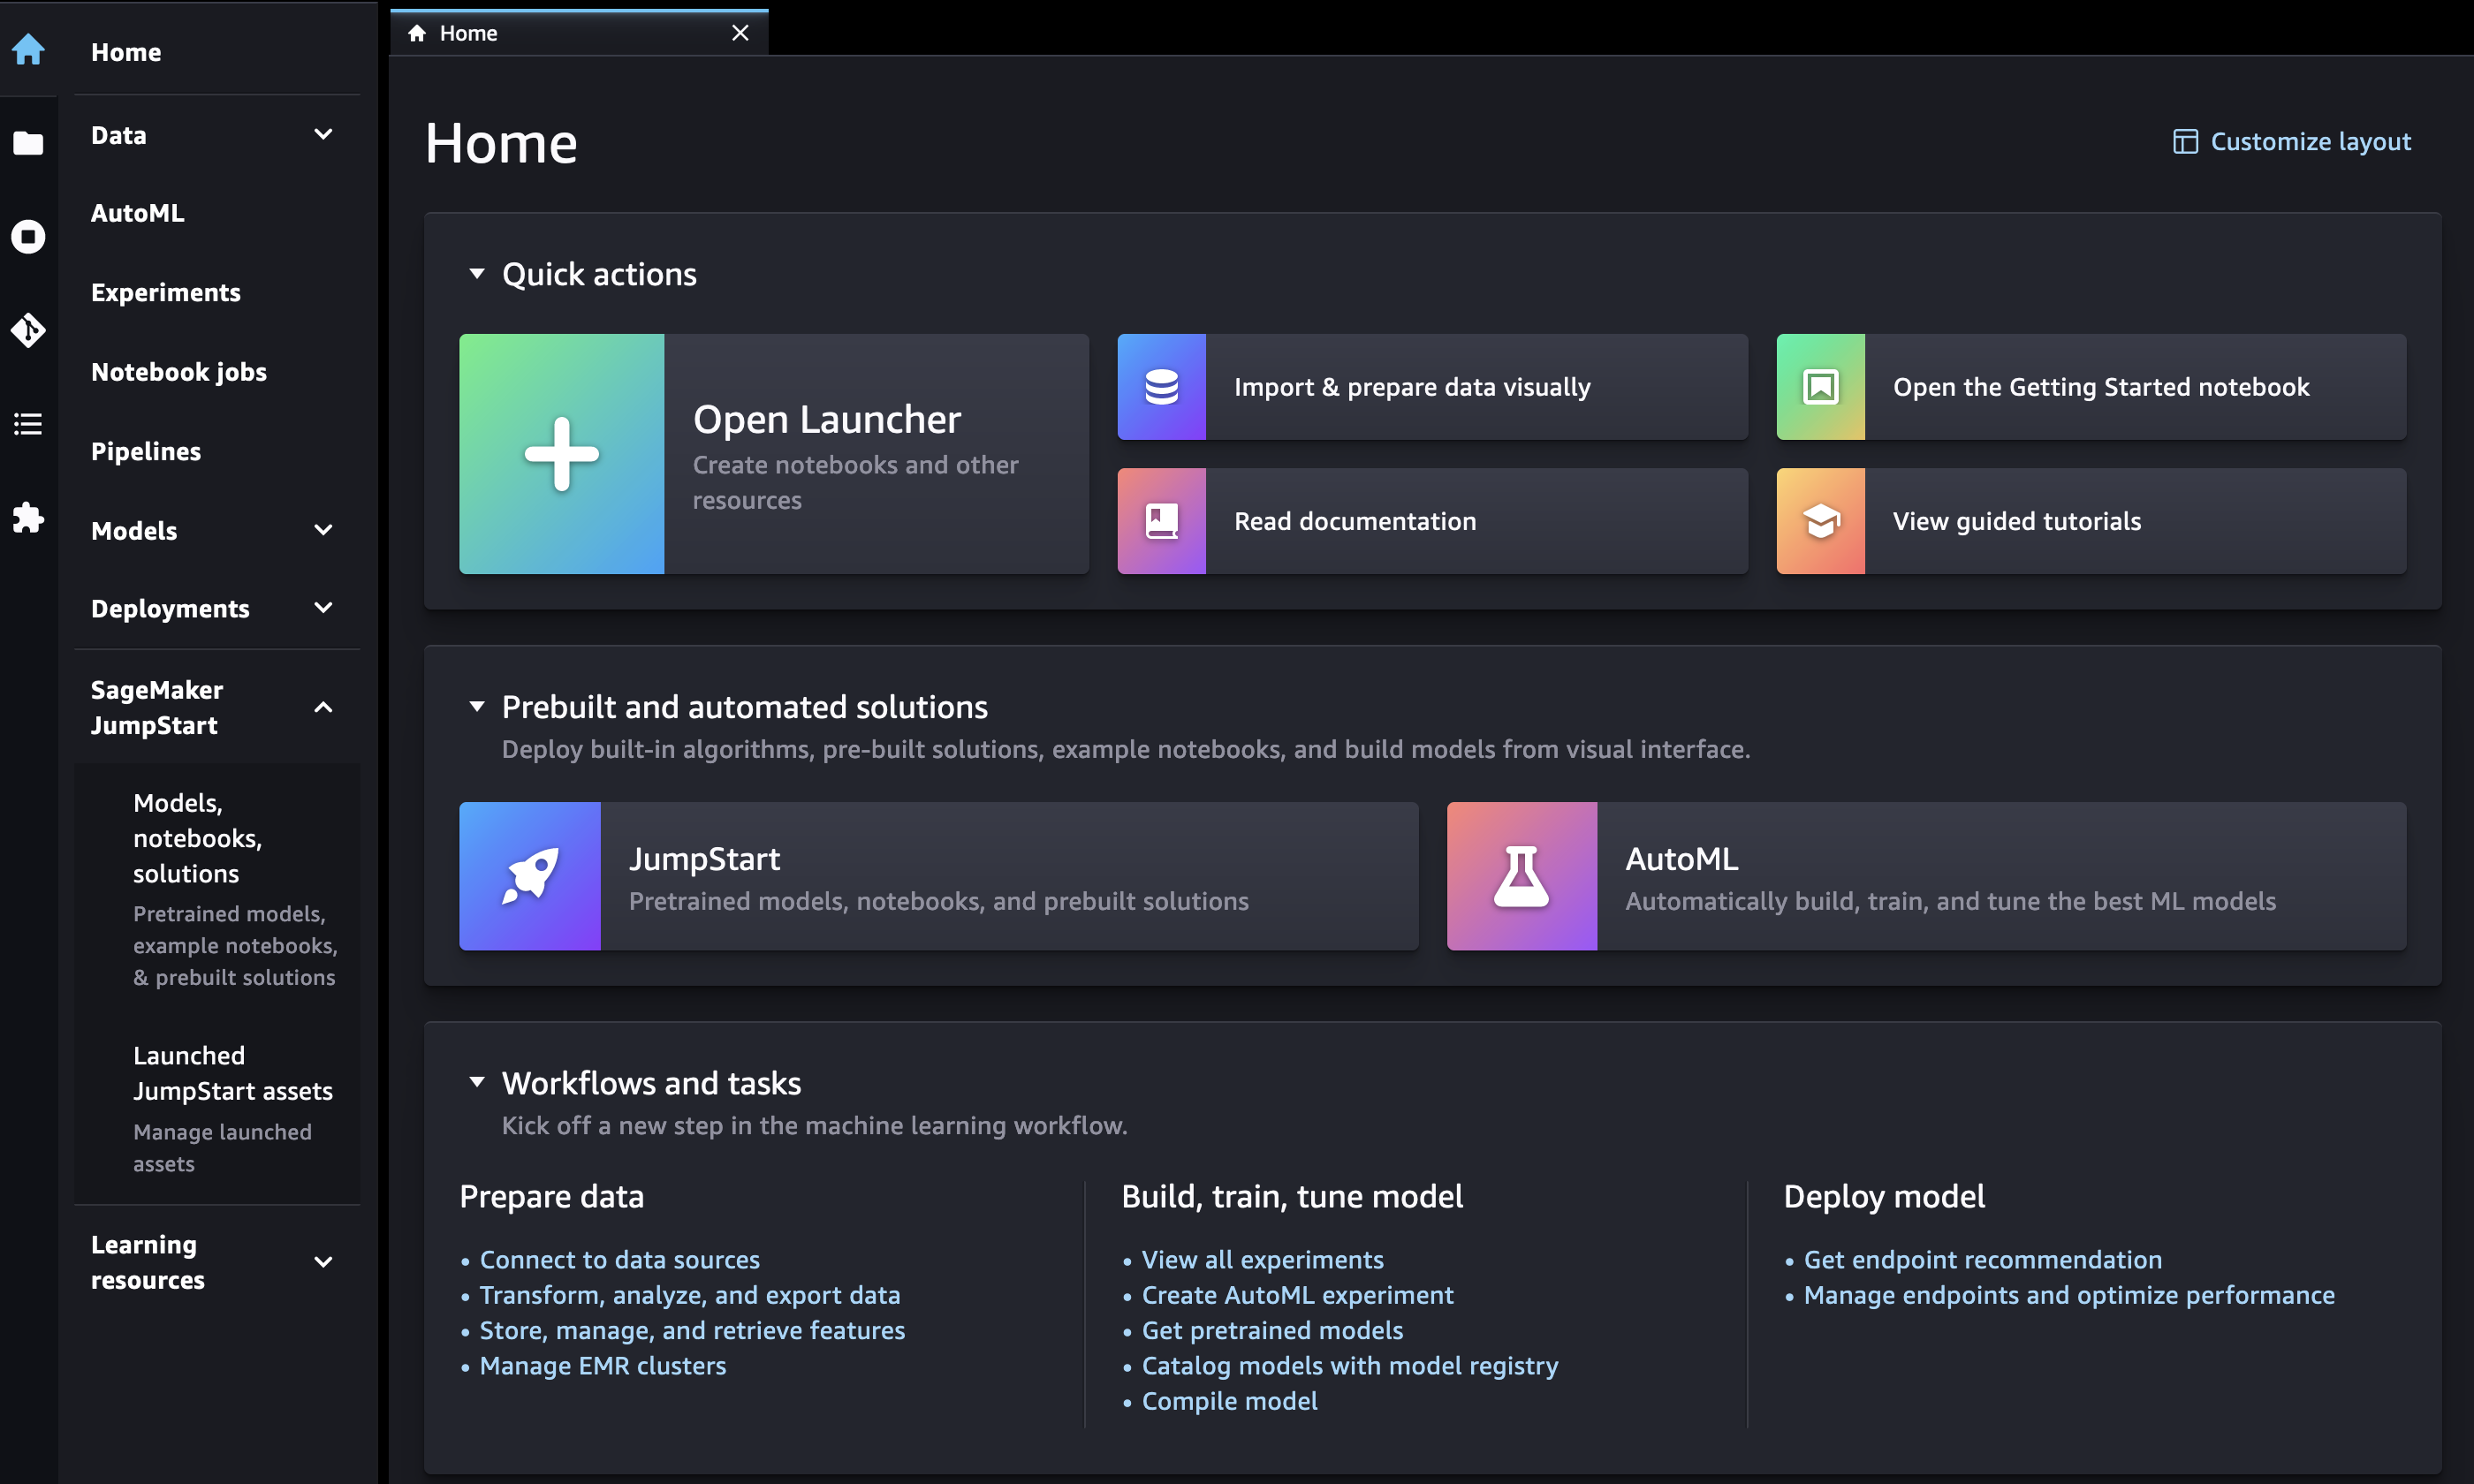 Home
Data
AutoML
Experiments
Notebook jobs
Pipelines
Models
Deployments
SageMaker
JumpStart
Models,
notebooks,
solutions
Pretrained models,
example notebooks,
& prebuilt solutions
Launched
JumpStart assets
Manage launched
assets
Learning
resources
Home
Home
Customize layout
Quick actions
Open Launcher
Create notebooks and other
resources
Import & prepare data visually
Open the Getting Started notebook
Read documentation
View guided tutorials
Prebuilt and automated solutions
Deploy built-in algorithms, pre-built solutions, example notebooks, and build models from visual interface.
JumpStart
Pretrained models, notebooks, and prebuilt solutions
AutoML
Automatically build, train, and tune the best ML models
Workflows and tasks
Kick off a new step in the machine learning workflow.
Prepare data
• Connect to data sources
• Transform, analyze, and export data
• Store, manage, and retrieve features
• Manage EMR clusters
Build, train, tune model
• View all experiments
• Create AutoML experiment
• Get pretrained models
• Catalog models with model registry
• Compile model
Deploy model
• Get endpoint recommendation
• Manage endpoints and optimize performance